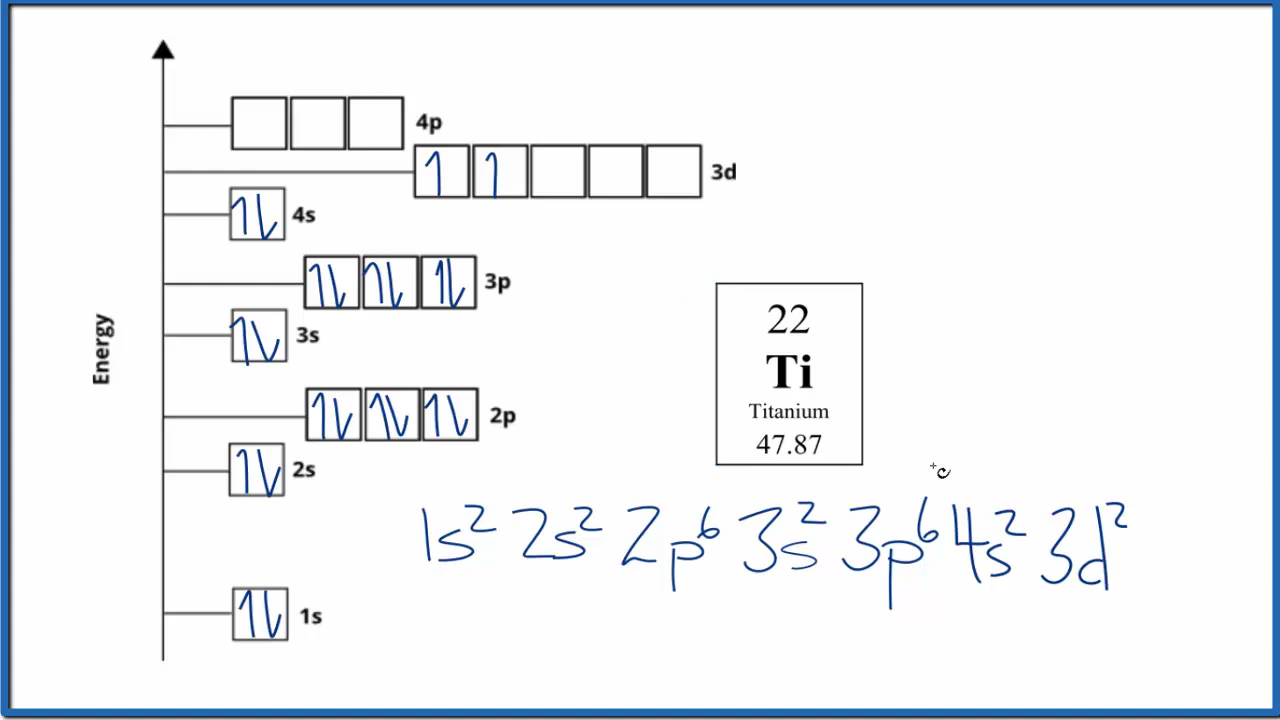 4p
3d
4s
3p
3s
Energy
2p
2s
1s
22
Ti
Titanium
47.87
1s² 2s² 2p⁶ 3s² 3p⁶ 4s² 3d²